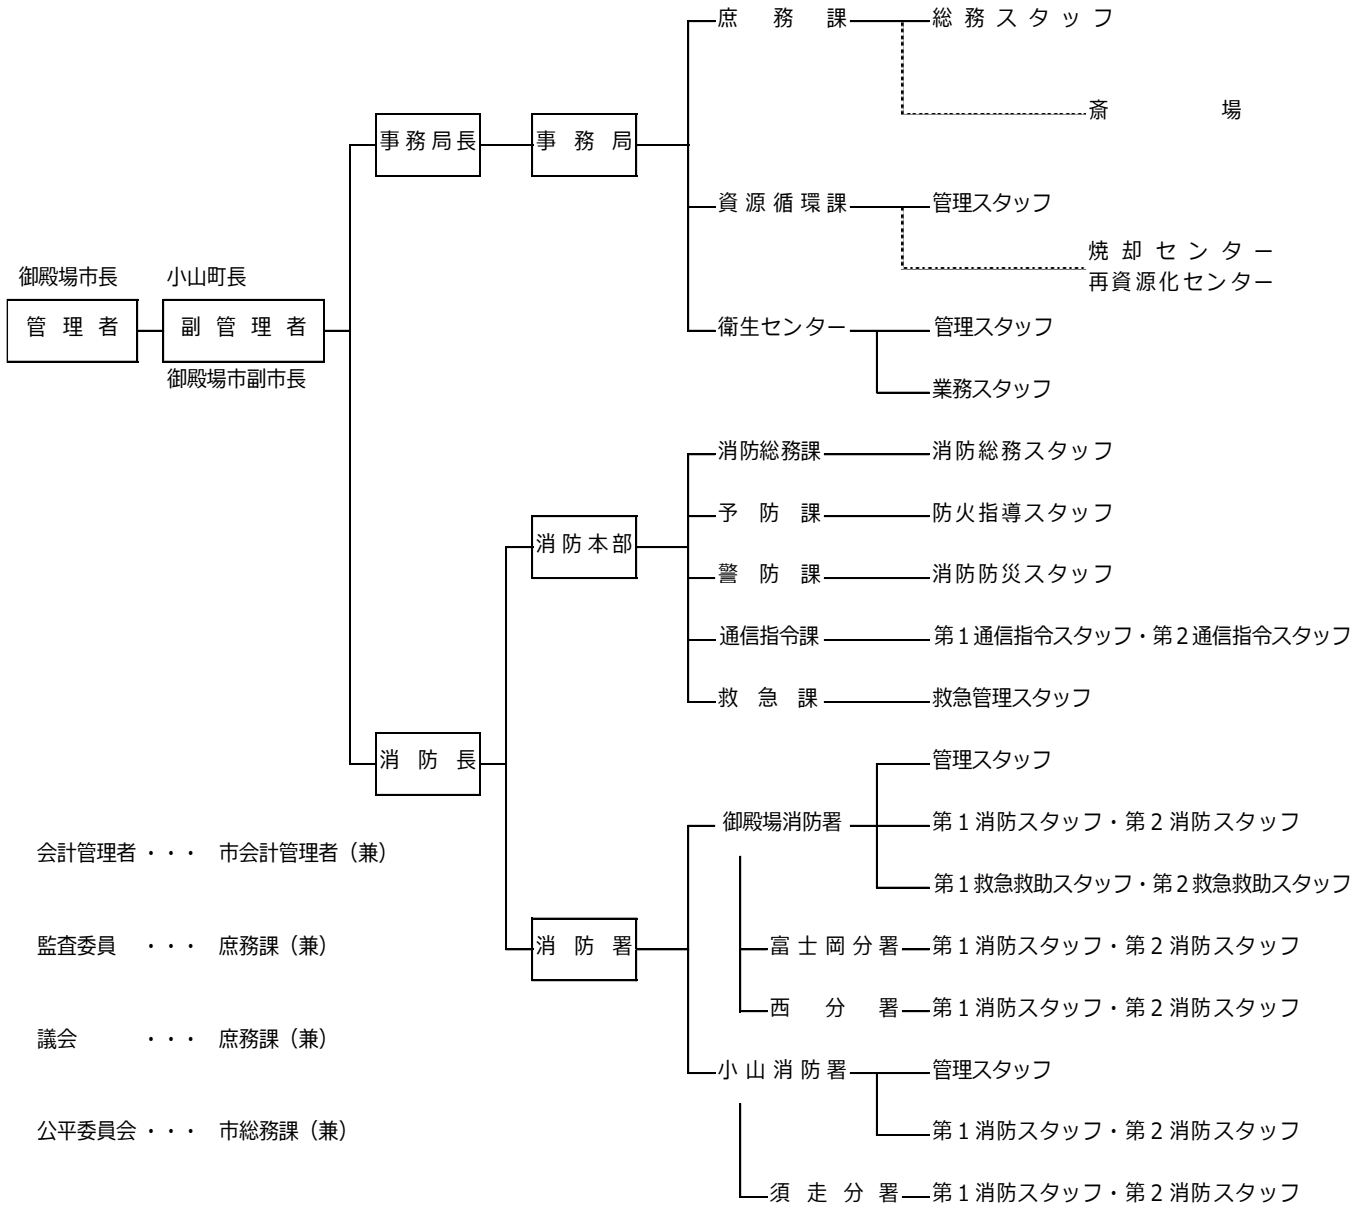 庶務課 総務スタッフ
斎場
事務局長 事務局
資源循環課 管理スタッフ
焼却センター
再資源化センター
御殿場市長 小山町長
管理者 副管理者
御殿場市副市長
衛生センター 管理スタッフ
業務スタッフ
消防総務課 消防総務スタッフ
予防課 防火指導スタッフ
消防本部
警防課 消防防災スタッフ
通信指令課 第1通信指令スタッフ・第2通信指令スタッフ
救急課 救急管理スタッフ
消防長 管理スタッフ
御殿場消防署 第1消防スタッフ・第2消防スタッフ
会計管理者・・・ 市会計管理者（兼）
第1救急救助スタッフ・第2救急救助スタッフ
監査委員 ・・・ 庶務課（兼）
消防署 富士岡分署 第1消防スタッフ・第2消防スタッフ
西分署 第1消防スタッフ・第2消防スタッフ
議会 ・・・ 庶務課（兼）
小山消防署 管理スタッフ
公平委員会・・・ 市総務課（兼）
第1消防スタッフ・第2消防スタッフ
須走分署 第1消防スタッフ・第2消防スタッフ